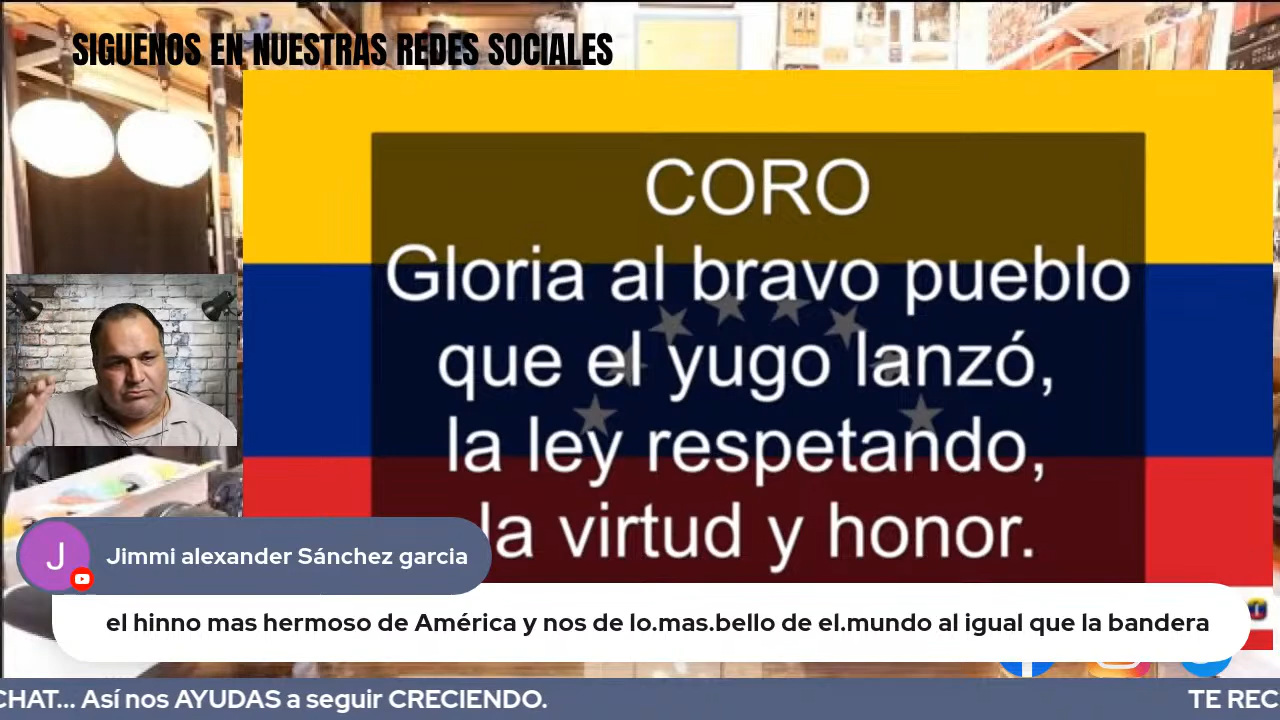 SIGUENOS EN NUESTRAS REDES SOCIALES
CORO
Gloria al bravo pueblo
que el yugo lanzó,
la ley respetando,
la virtud y honor.
J
Jimmi alexander Sánchez garcia
el hinno mas hermoso de América y nos de lo.mas.bello de el.mundo al igual que la bandera
CHAT... Así nos AYUDAS a seguir CRECIENDO.
TE REC